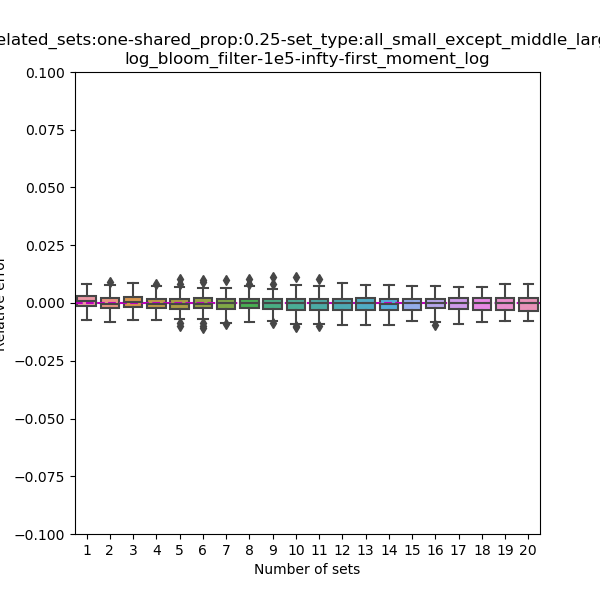 elated_sets:one-shared_prop:0.25-set_type:all_small_except_middle_larg
log_bloom_filter-1e5-infty-first_moment_log
0.100
0.075
0.050
0.025
0.000
−0.025
−0.050
−0.075
−0.100
Relative error
1 2 3 4 5 6 7 8 9 10 11 12 13 14 15 16 17 18 19 20
Number of sets